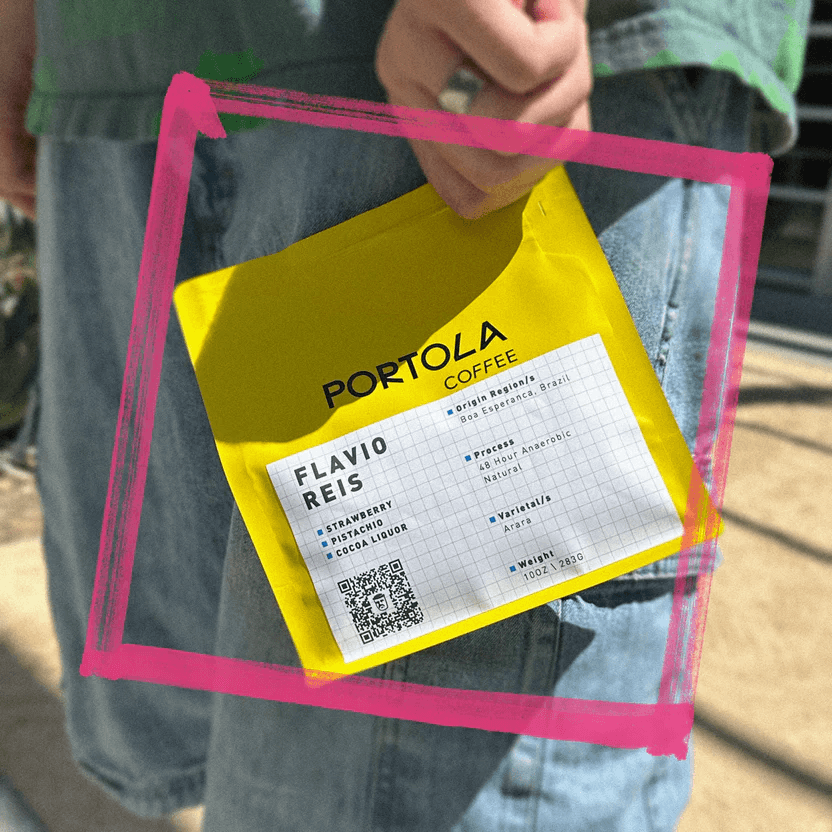 PORTOLA
COFFEE
FLAVIO
REIS
STRAWBERRY
PISTACHIO
COCOA LIQUOR
Origin Region/s
Boa Esperanca, Brazil
Process
48 Hour Anaerobic
Natural
Varietal/s
Arara
Weight
10OZ \ 283G